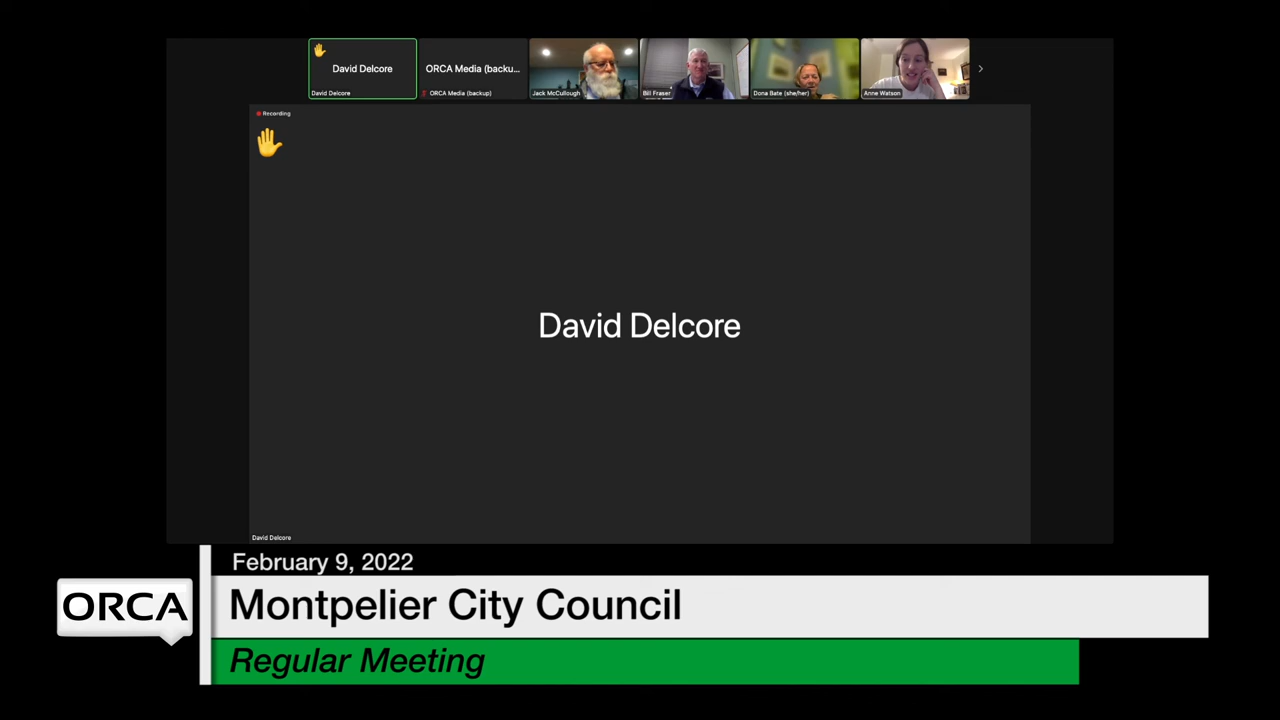 David Delcore
ORCA Media (backu...
David Delcore
ORCA Media (backup)
Jack McCullough
Bill Fraser
Dona Bate (she/her)
Anne Watson
Recording
David Delcore
David Delcore
February 9, 2022
ORCA
Montpelier City Council
Regular Meeting